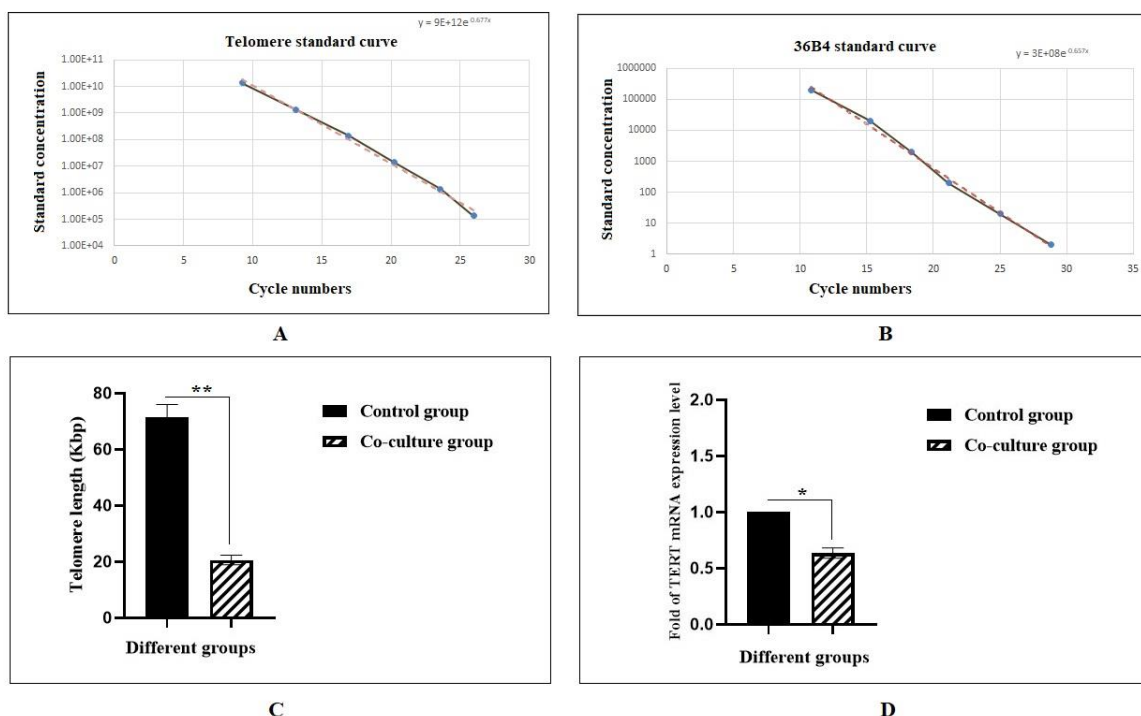 y = 9E+12e-0.677x
Telomere standard curve
1.00E+11
1.00E+10
1.00E+09
1.00E+08
1.00E+07
1.00E+06
1.00E+05
1.00E+04
Standard concentration
0 5 10 15 20 25 30
Cycle numbers
A
y = 3E+08e-0.657x
36B4 standard curve
1000000
100000
10000
1000
100
10
1
Standard concentration
0 5 10 15 20 25 30 35
Cycle numbers
B
80
60
40
20
0
Telomere length (Kbp)
**
Control group
Co-culture group
Different groups
C
2.0
1.5
1.0
0.5
0.0
Fold of TERT mRNA expression level
*
Control group
Co-culture group
Different groups
D